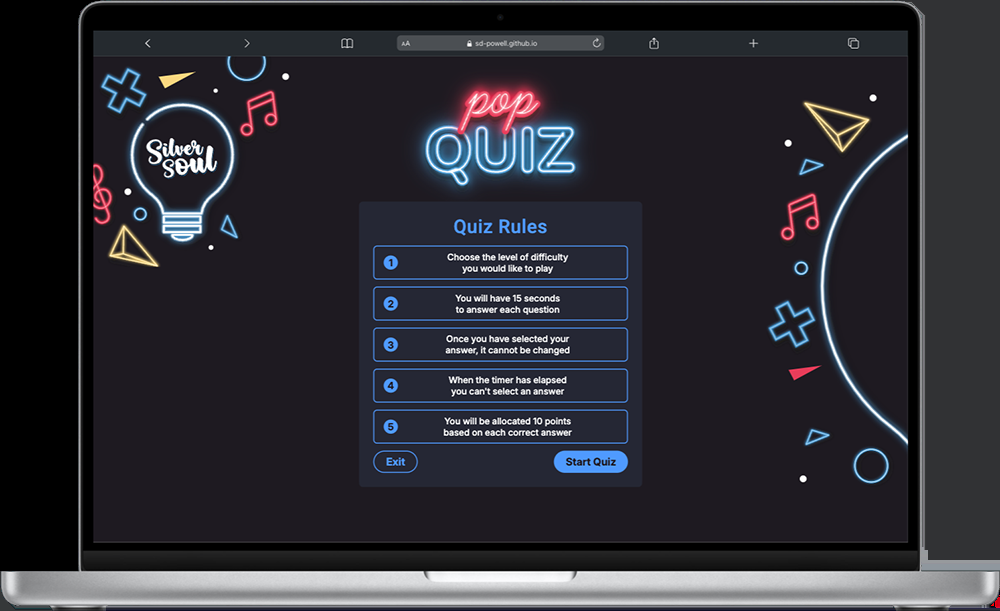 AA sd-powell.github.io
pop
QUIZ
Silver
Soul
Quiz Rules
1 Choose the level of difficulty
you would like to play
2 You will have 15 seconds
to answer each question
3 Once you have selected your
answer, it cannot be changed
4 When the timer has elapsed
you can't select an answer
5 You will be allocated 10 points
based on each correct answer
Exit Start Quiz